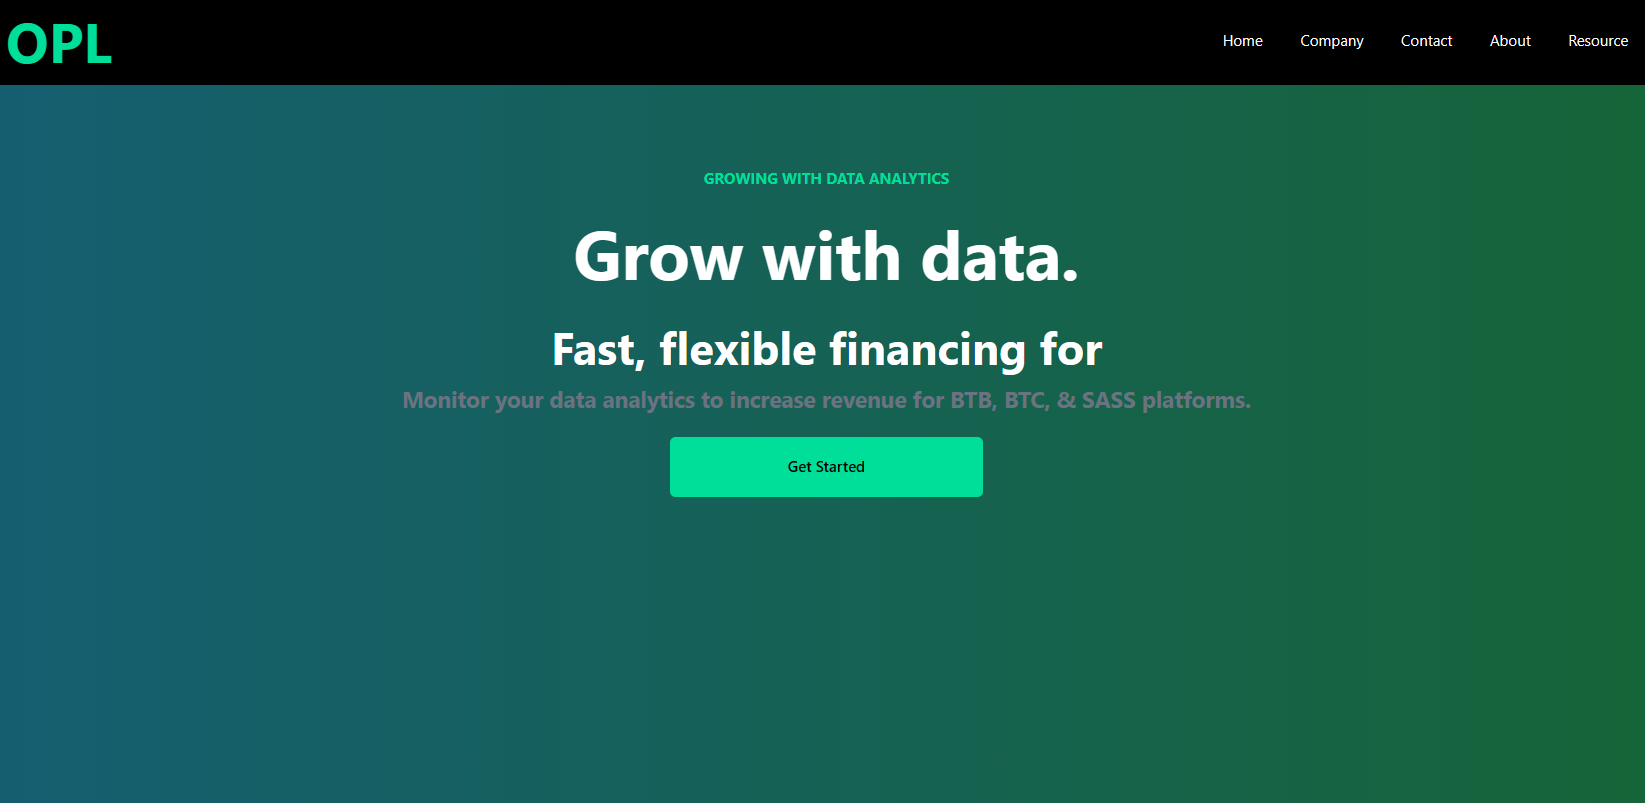 OPL
Home Company Contact About Resource
GROWING WITH DATA ANALYTICS
Grow with data.
Fast, flexible financing for
Monitor your data analytics to increase revenue for BTB, BTC, & SASS platforms.
Get Started